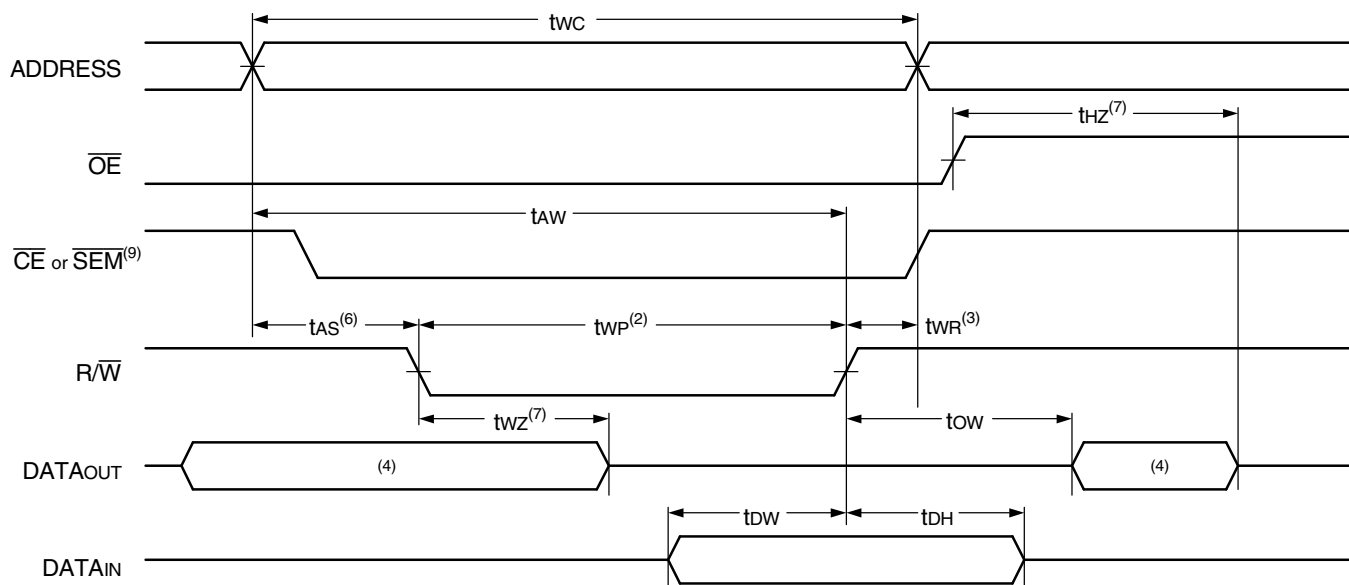 tWC
ADDRESS
tHZ(7)
OE
tAW
CE or SEM(9)
tAS(6) tWP(2) tWR(3)
R/W
tWZ(7) tOW
DATAOUT (4) (4)
tDW tDH
DATAIN